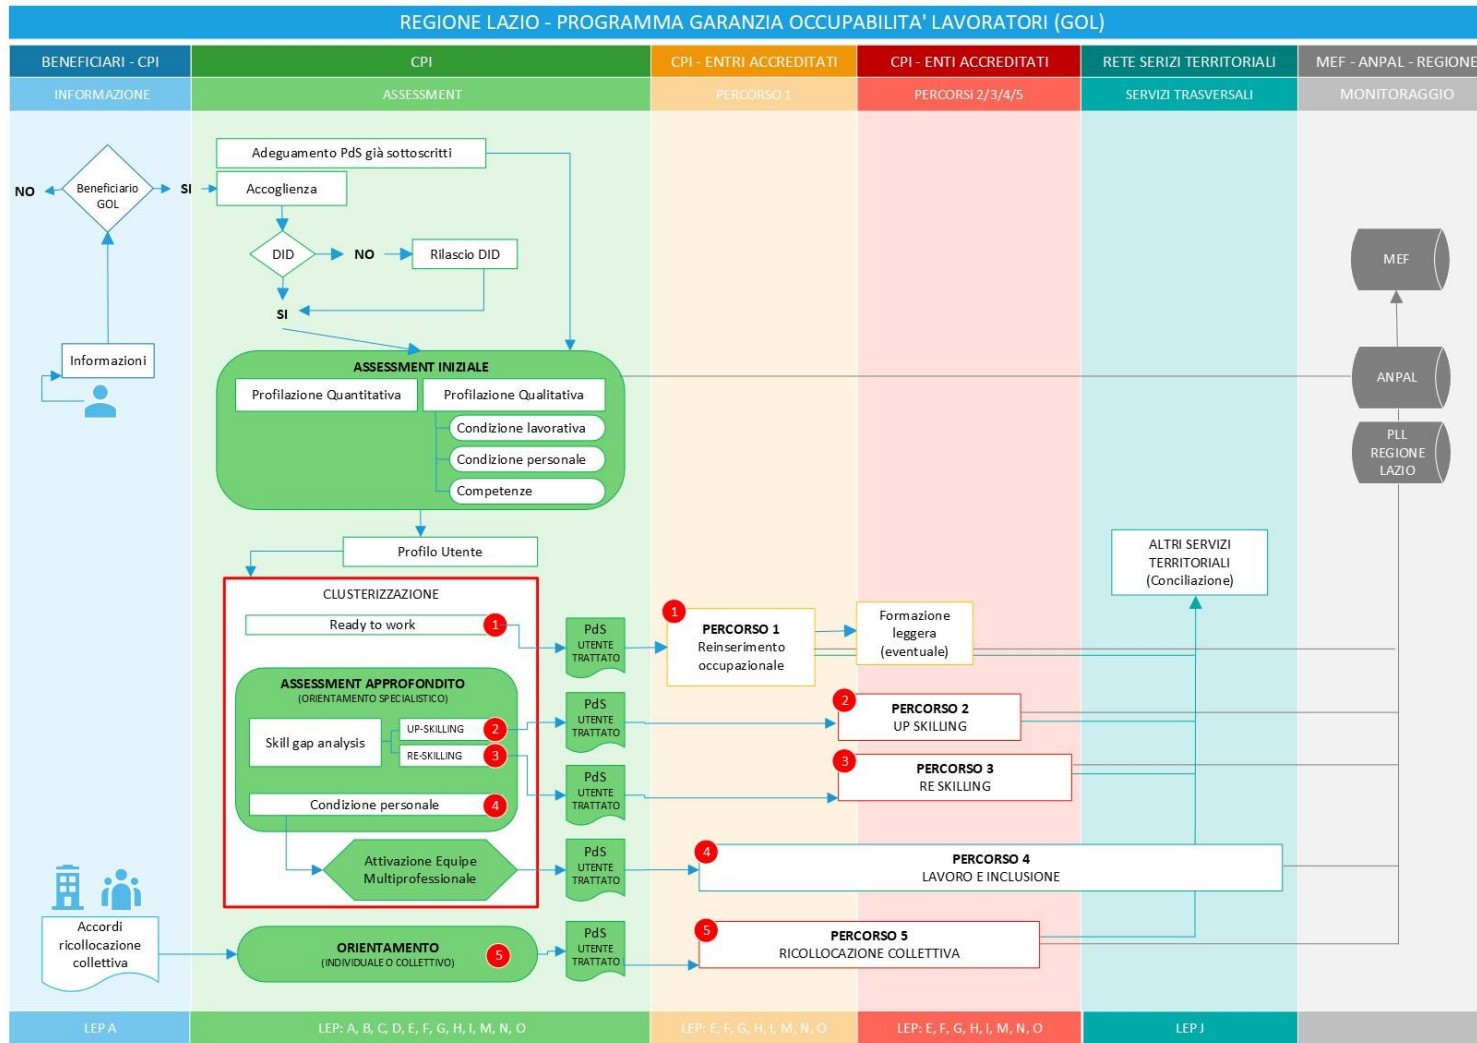 REGIONE LAZIO - PROGRAMMA GARANZIA OCCUPABILITA' LAVORATORI (GOL)
BENEFICIARI - CPI
CPI
CPI - ENTRI ACCREDITATI
CPI - ENTI ACCREDITATI
RETE SERIZI TERRITORIALI
MEF - ANPAL - REGIONE
INFORMAZIONE
ASSESSMENT
PERCORSO 1
PERCORSI 2/3/4/5
SERVIZI TRASVERSALI
MONITORAGGIO
Adeguamento PdS già sottoscritti
NO
Beneficiario
GOL
SI
Accoglienza
DID
NO
Rilascio DID
SI
MEF
Informazioni
ASSESSMENT INIZIALE
Profilazione Quantitativa
Profilazione Qualitativa
Condizione lavorativa
Condizione personale
Competenze
ANPAL
PLL
REGIONE
LAZIO
Profilo Utente
ALTRI SERVIZI
TERRITORIALI
(Conciliazione)
CLUSTERIZZAZIONE
Ready to work
1
PdS
UTENTE
TRATTATO
1
PERCORSO 1
Reinserimento
occupazionale
Formazione
leggera
(eventuale)
ASSESSMENT APPROFONDITO
(ORIENTAMENTO SPECIALISTICO)
Skill gap analysis
UP-SKILLING
2
RE-SKILLING
3
PdS
UTENTE
TRATTATO
2
PERCORSO 2
UP SKILLING
PdS
UTENTE
TRATTATO
3
PERCORSO 3
RE SKILLING
Condizione personale
4
Attivazione Equipe
Multiprofessionale
PdS
UTENTE
TRATTATO
4
PERCORSO 4
LAVORO E INCLUSIONE
Accordi
ricollocazione
collettiva
ORIENTAMENTO
(INDIVIDUALE O COLLETTIVO)
5
PdS
UTENTE
TRATTATO
5
PERCORSO 5
RICOLLOCAZIONE COLLETTIVA
LEP A
LEP: A, B, C, D, E, F, G, H, I, M, N, O
LEP: E, F, G, H, I, M, N, O
LEP: E, F, G, H, I, M, N, O
LEP J